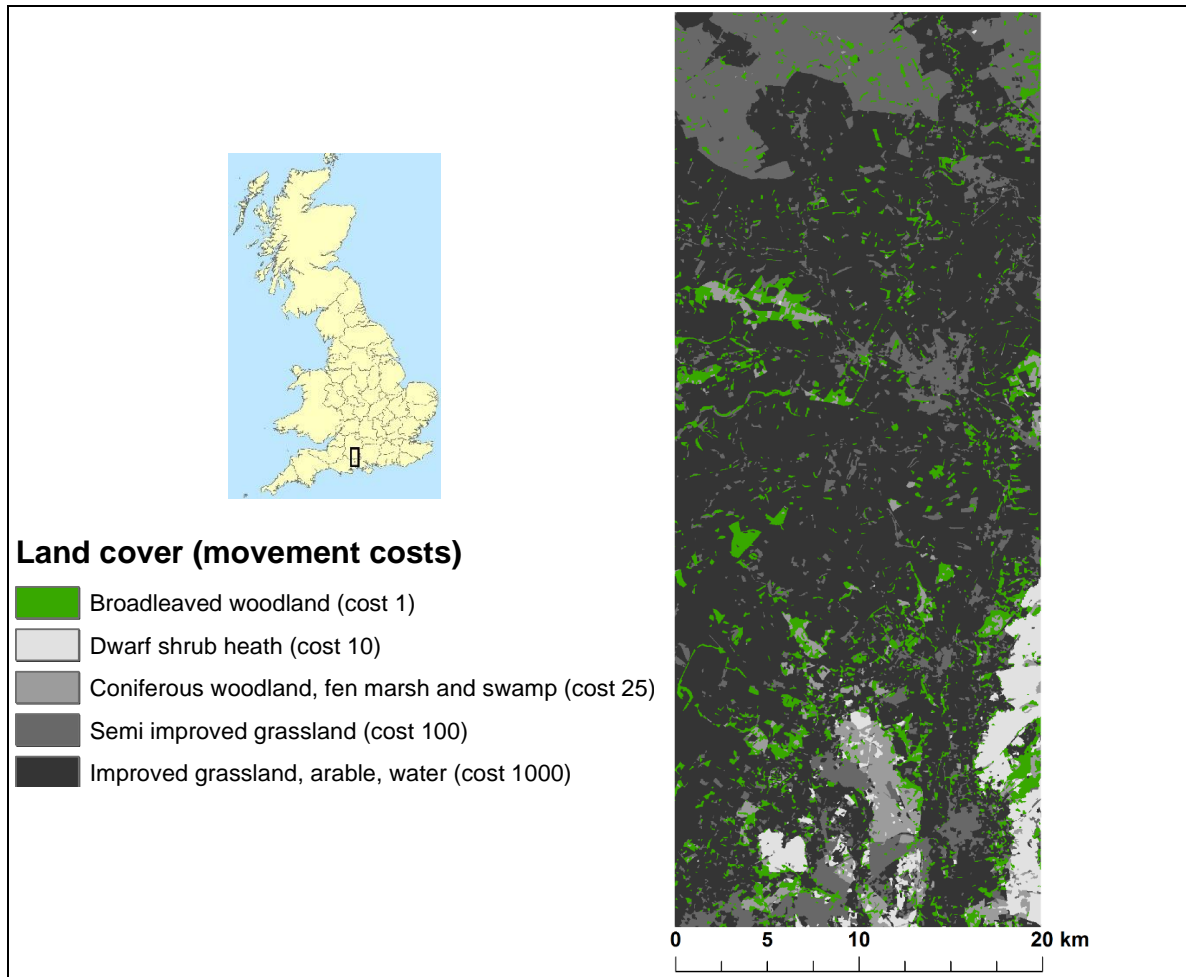 Land cover (movement costs)
Broadleaved woodland (cost 1)
Dwarf shrub heath (cost 10)
Coniferous woodland, fen marsh and swamp (cost 25)
Semi improved grassland (cost 100)
Improved grassland, arable, water (cost 1000)
0 5 10 20 km